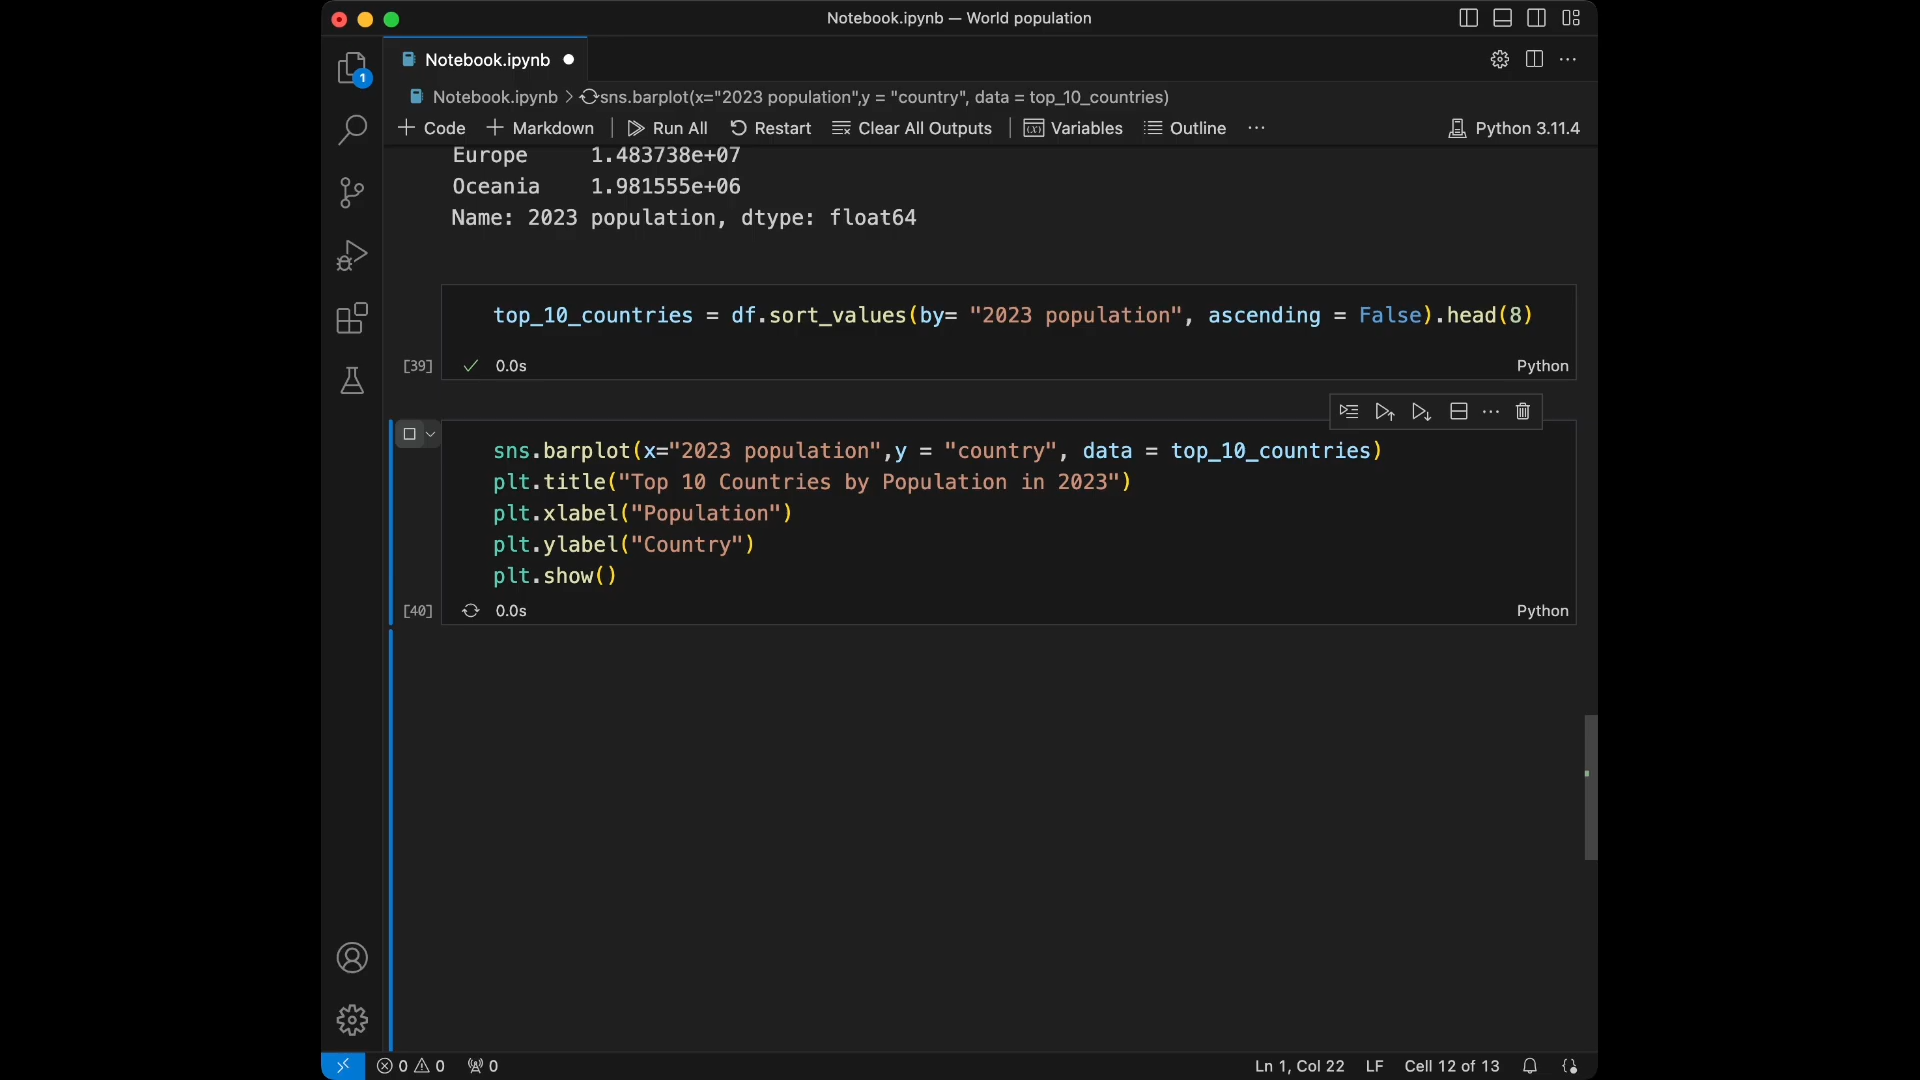 Notebook.ipynb — World population
1
Notebook.ipynb
Notebook.ipynb > sns.barplot(x="2023 population",y = "country", data = top_10_countries)
Code Markdown Run All Restart Clear All Outputs Variables Outline ··· Python 3.11.4
Europe 1.483738e+07
Oceania 1.981555e+06
Name: 2023 population, dtype: float64
top_10_countries = df.sort_values(by= "2023 population", ascending = False).head(8)
[39] 0.0s Python
sns.barplot(x="2023 population",y = "country", data = top_10_countries)
plt.title("Top 10 Countries by Population in 2023")
plt.xlabel("Population")
plt.ylabel("Country")
plt.show()
[40] 0.0s Python
0 0 0 Ln 1, Col 22 LF Cell 12 of 13